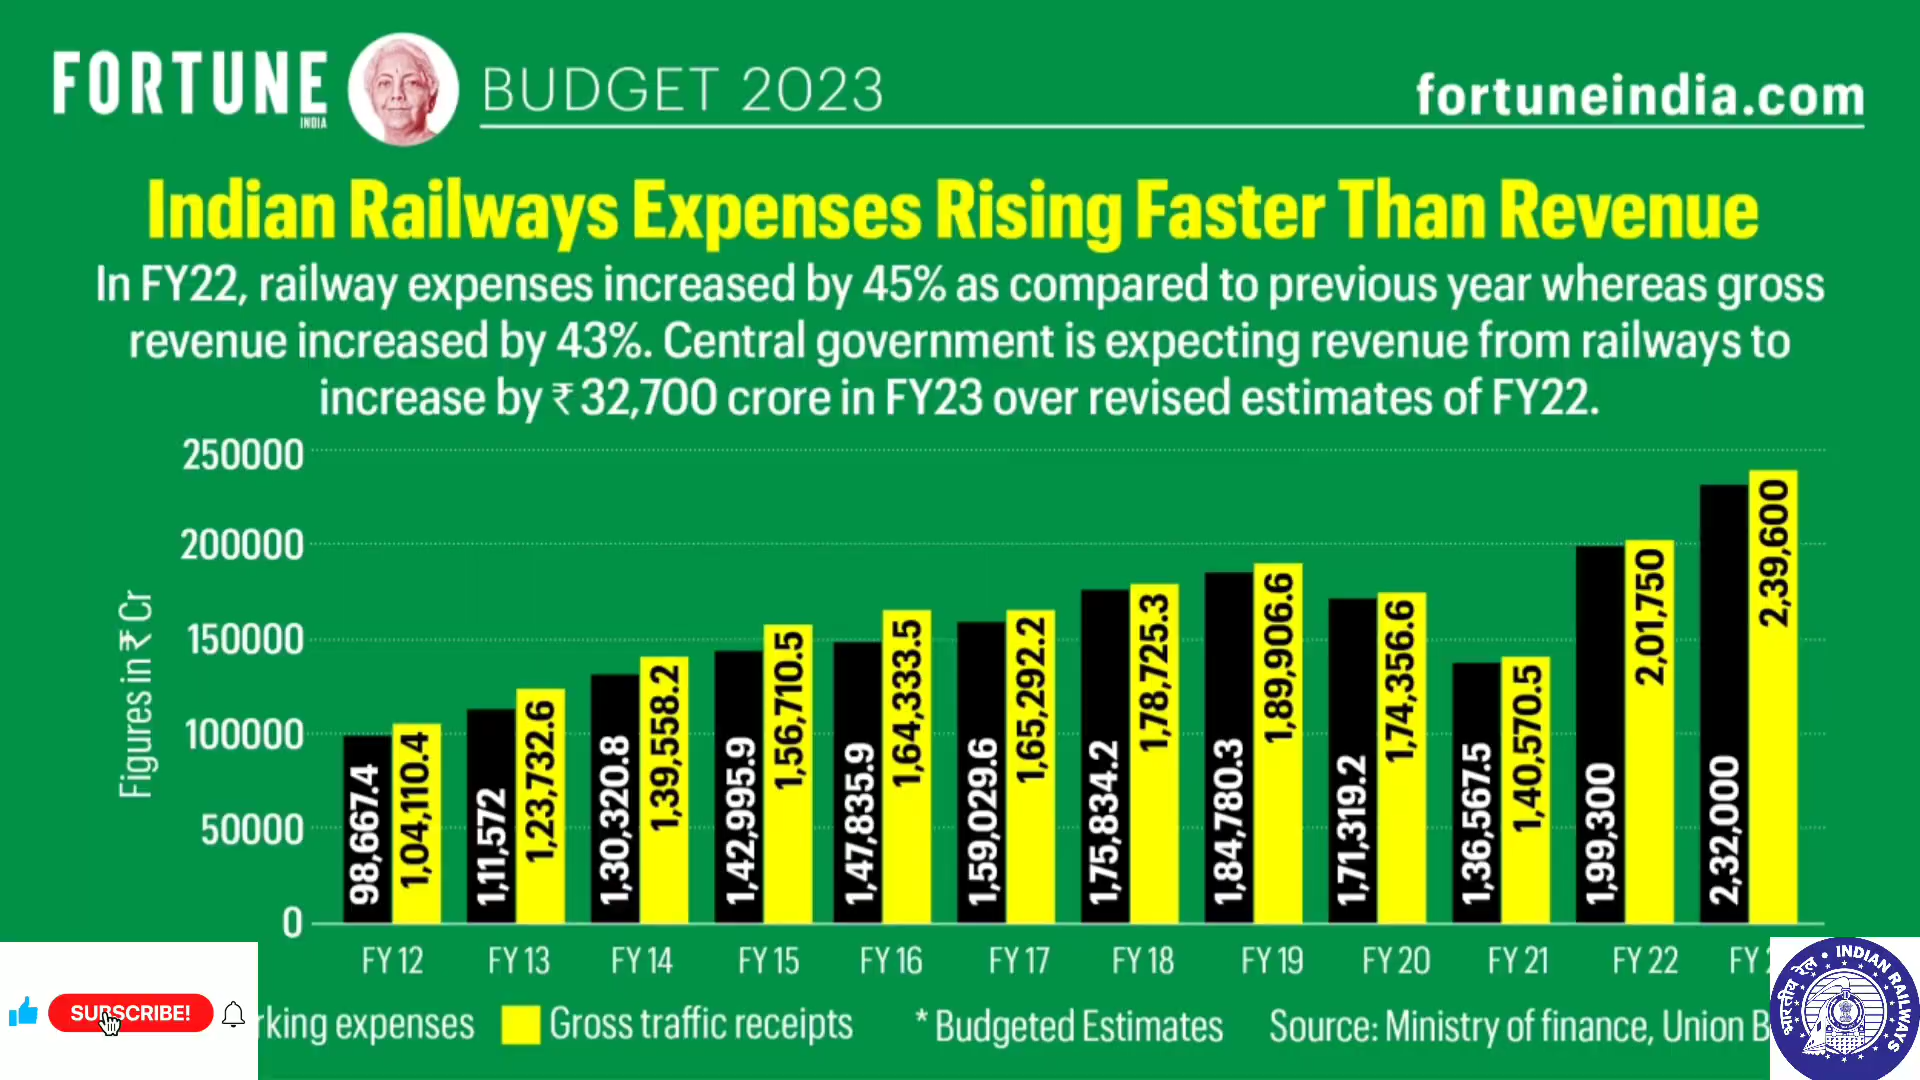 FORTUNE
INDIA
BUDGET 2023
fortuneindia.com
Indian Railways Expenses Rising Faster Than Revenue
In FY22, railway expenses increased by 45% as compared to previous year whereas gross
revenue increased by 43%. Central government is expecting revenue from railways to
increase by ₹ 32,700 crore in FY23 over revised estimates of FY22.
Figures in ₹ Cr
250000
200000
150000
100000
50000
0
98,667.4
1,04,110.4
1,11,572
1,23,732.6
1,30,320.8
1,39,558.2
1,42,995.9
1,56,710.5
1,47,835.9
1,64,333.5
1,59,029.6
1,65,292.2
1,75,834.2
1,78,725.3
1,84,780.3
1,89,906.6
1,71,319.2
1,74,356.6
1,36,567.5
1,40,570.5
1,99,300
2,01,750
2,32,000
2,39,600
FY 12 FY 13 FY 14 FY 15 FY 16 FY 17 FY 18 FY 19 FY 20 FY 21 FY 22 FY
SUBSCRIBE!
rking expenses Gross traffic receipts * Budgeted Estimates Source: Ministry of finance, Union B
भारतीय रेल • INDIAN RAILWAYS